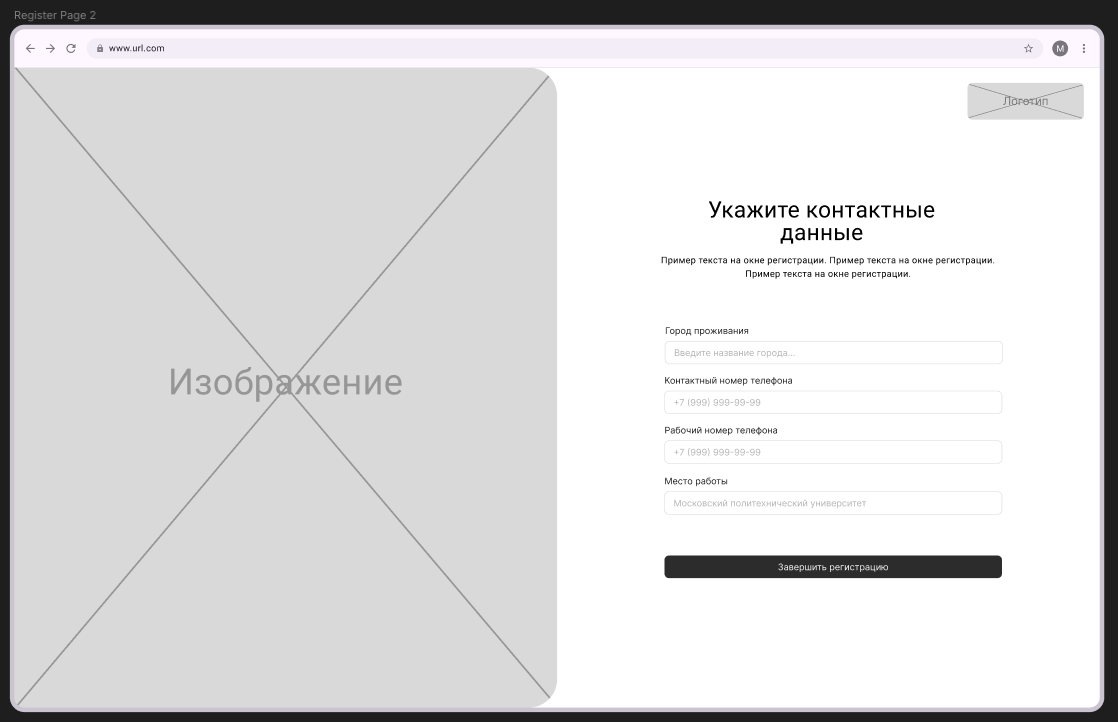 Register Page 2
www.url.com
M
Изображение
Логотип
Укажите контактные
данные
Пример текста на окне регистрации. Пример текста на окне регистрации.
Пример текста на окне регистрации.
Город проживания
Введите название города...
Контактный номер телефона
+7 (999) 999-99-99
Рабочий номер телефона
+7 (999) 999-99-99
Место работы
Московский политехнический университет
Завершить регистрацию